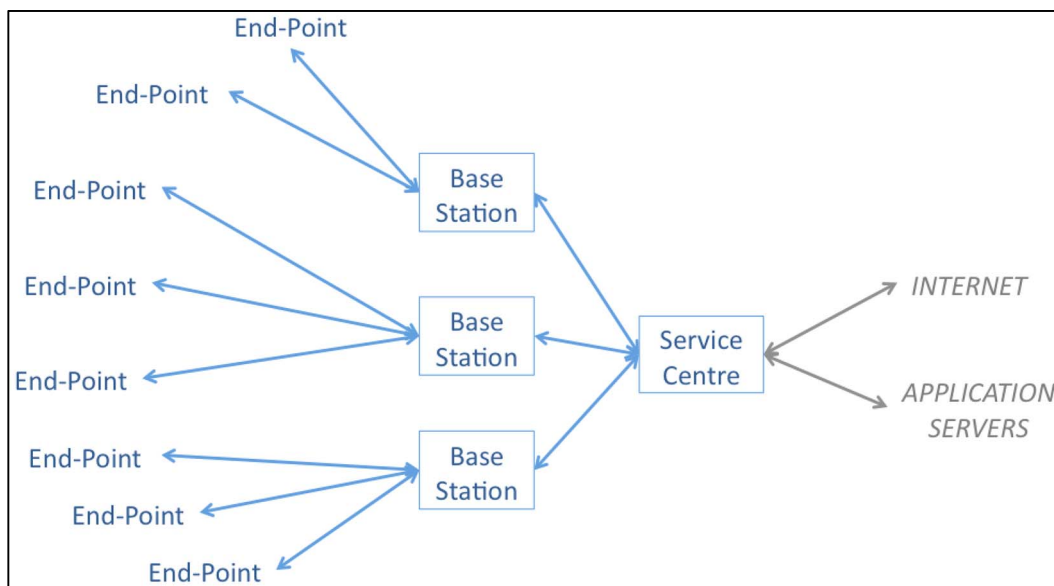 End-Point
End-Point
End-Point
End-Point
End-Point
End-Point
End-Point
End-Point
Base
Station
Base
Station
Base
Station
Service
Centre
INTERNET
APPLICATION
SERVERS